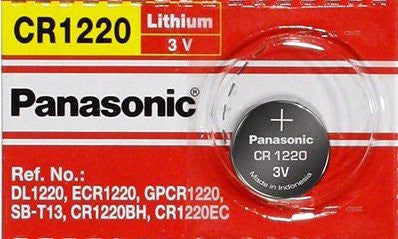 CR1220
Lithium
3 V
Panasonic®
Ref. No.:
DL1220, ECR1220, GPCR1220,
SB-T13, CR1220BH, CR1220EC
+
Panasonic
CR 1220
3V
Made in Indonesia